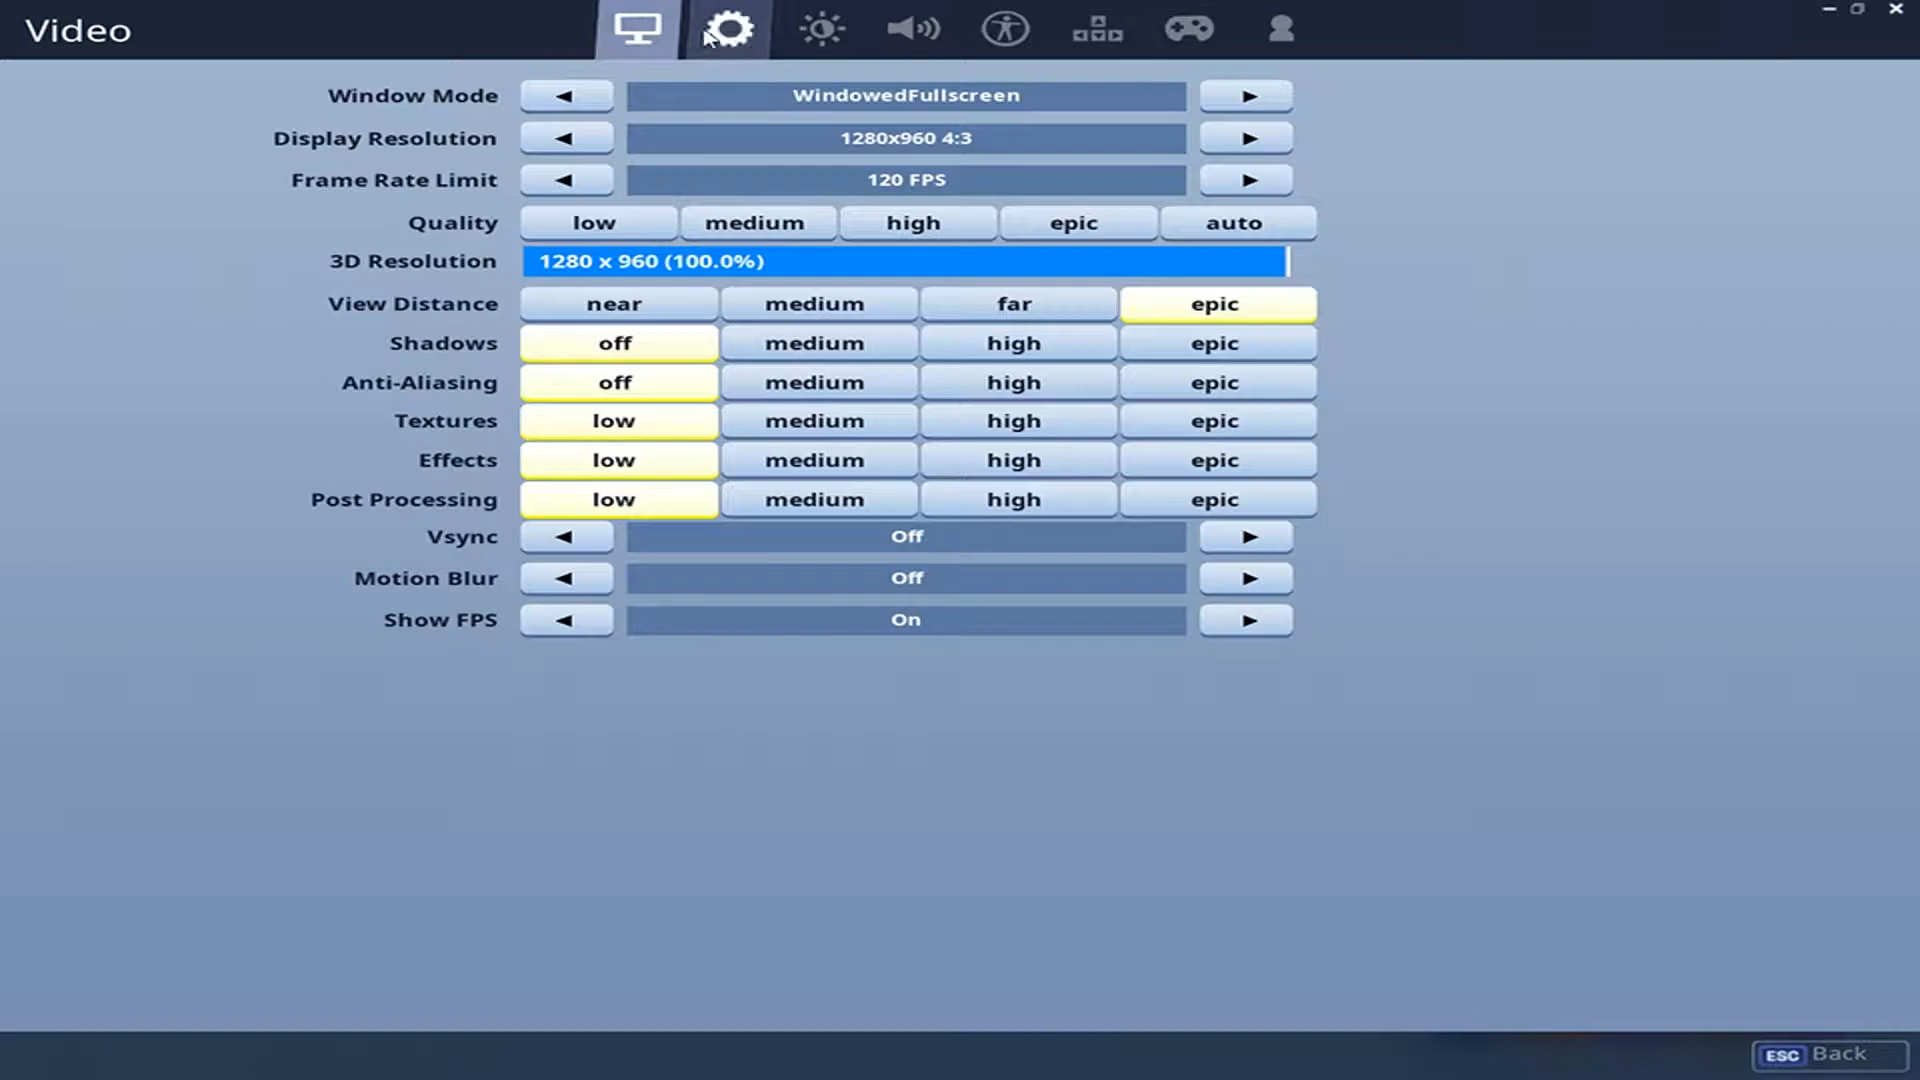 Video
Window Mode WindowedFullscreen
Display Resolution 1280x960 4:3
Frame Rate Limit 120 FPS
Quality low medium high epic auto
3D Resolution 1280 x 960 (100.0%)
View Distance near medium far epic
Shadows off medium high epic
Anti-Aliasing off medium high epic
Textures low medium high epic
Effects low medium high epic
Post Processing low medium high epic
Vsync Off
Motion Blur Off
Show FPS On
ESC Back